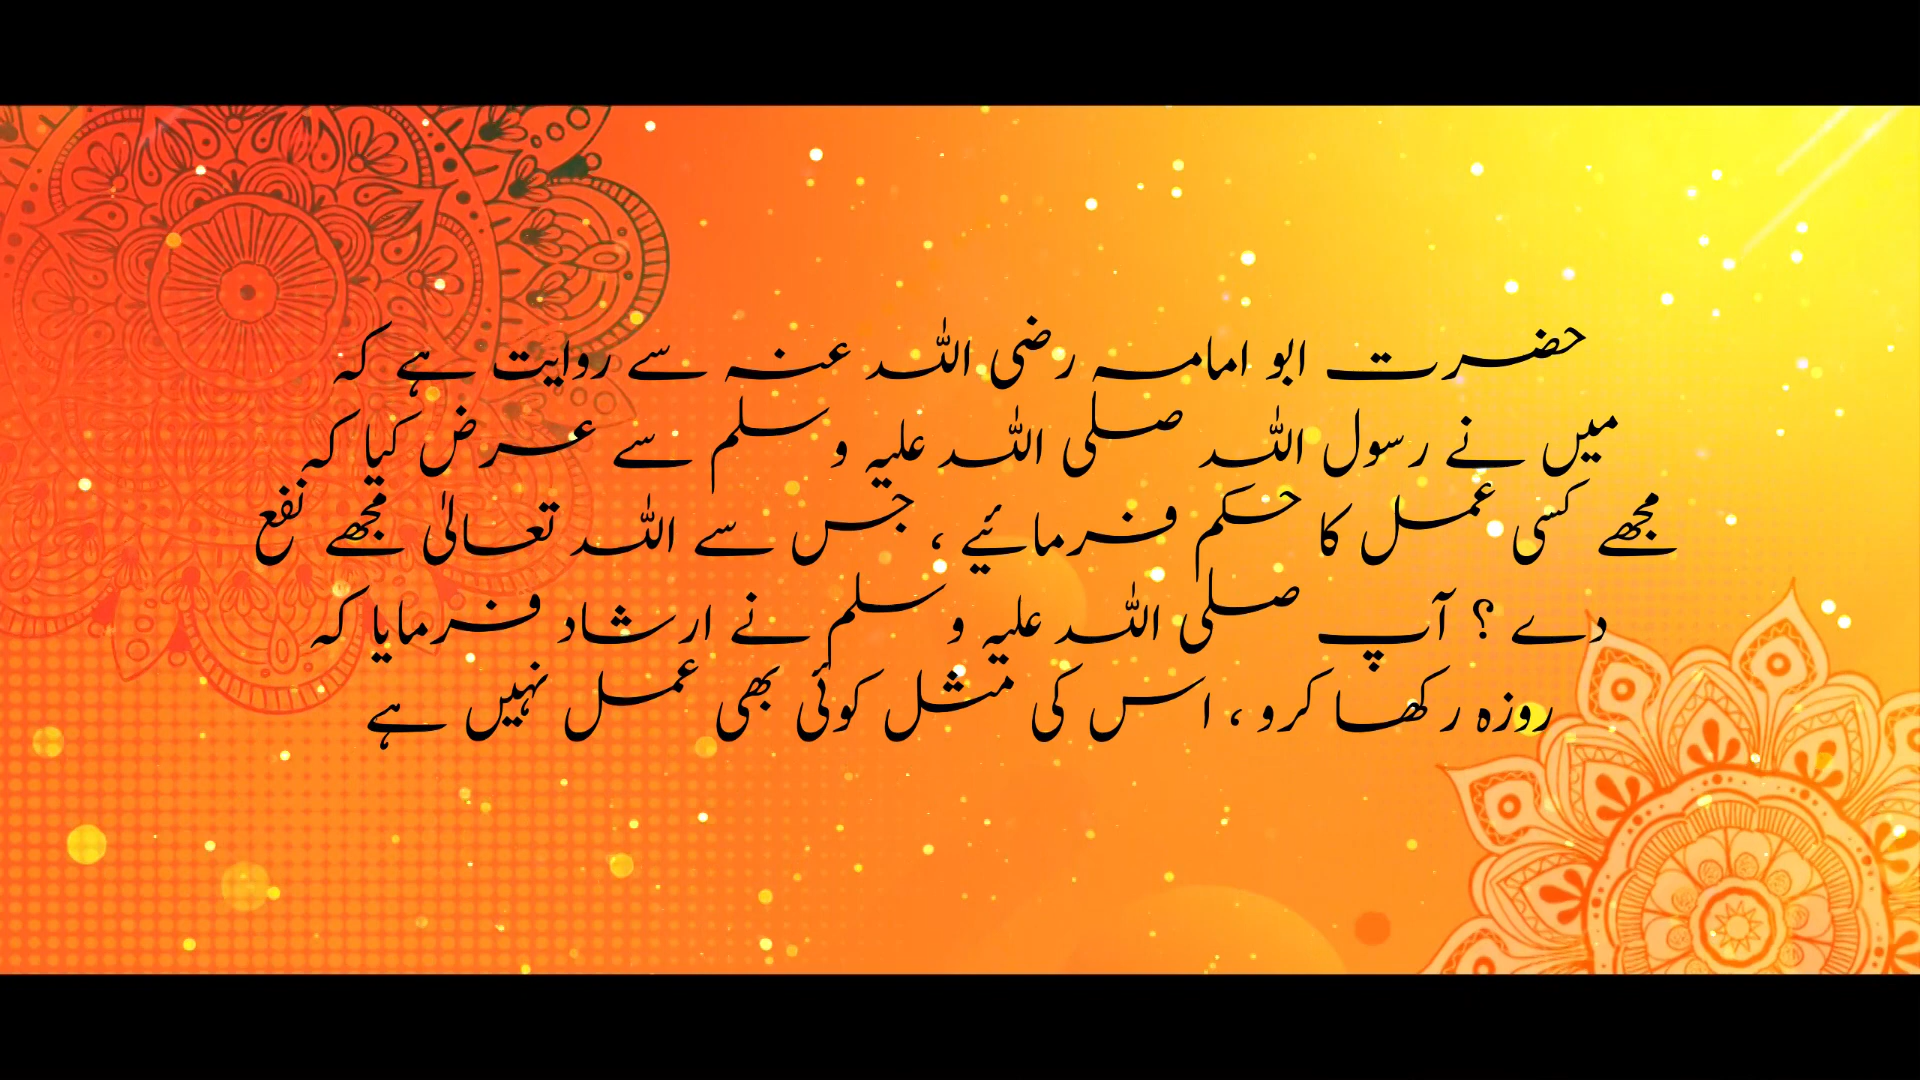 حضرت ابو امامہ رضی اللہ عنہ سے روایت ہے کہ
میں نے رسول اللہ صلی اللہ علیہ وسلم سے عرض کیا کہ
مجھے کسی عمل کا حکم فرمائیے ، جس سے اللہ تعالیٰ مجھے نفع
دے ؟ آپ صلی اللہ علیہ وسلم نے ارشاد فرمایا کہ
روزہ رکھا کرو ، اس کی مثل کوئی بھی عمل نہیں ہے